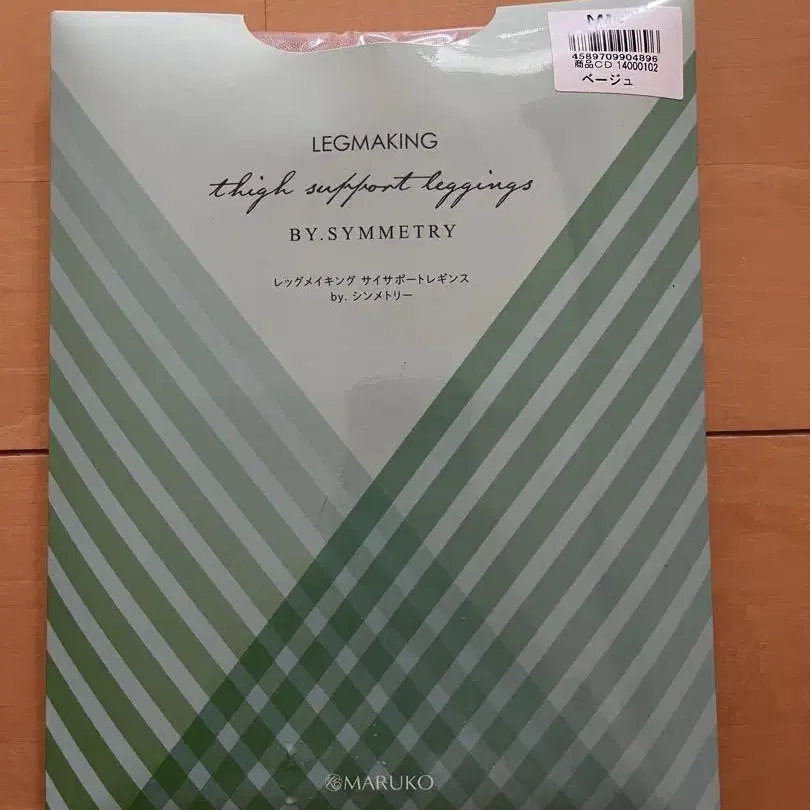 4589709904896
商品CD 14000102
ベージュ
LEGMAKING
thigh support leggings
BY.SYMMETRY
レッグメイキング サイサポートレギンス
by. シンメトリー
MARUKO